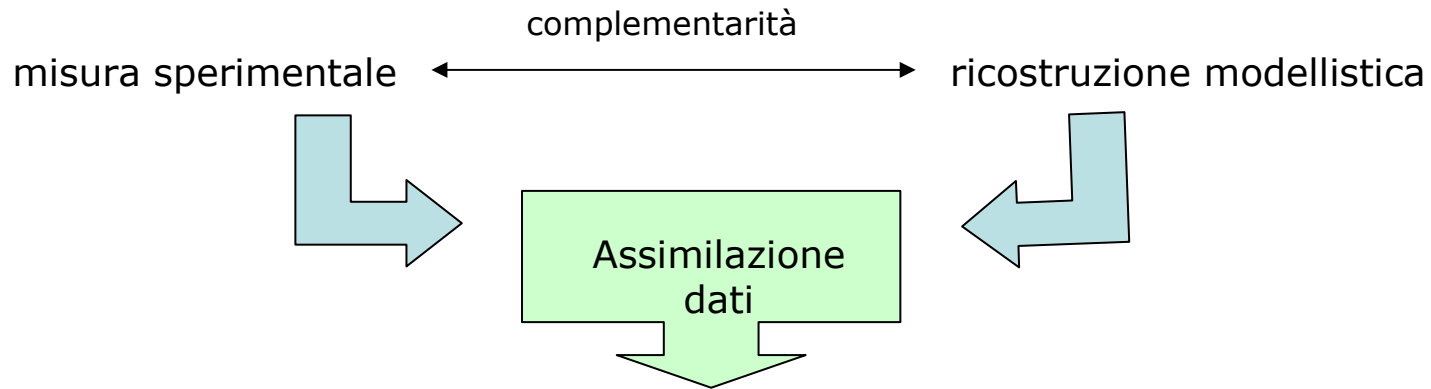 complementarità
misura sperimentale
ricostruzione modellistica
Assimilazione
dati